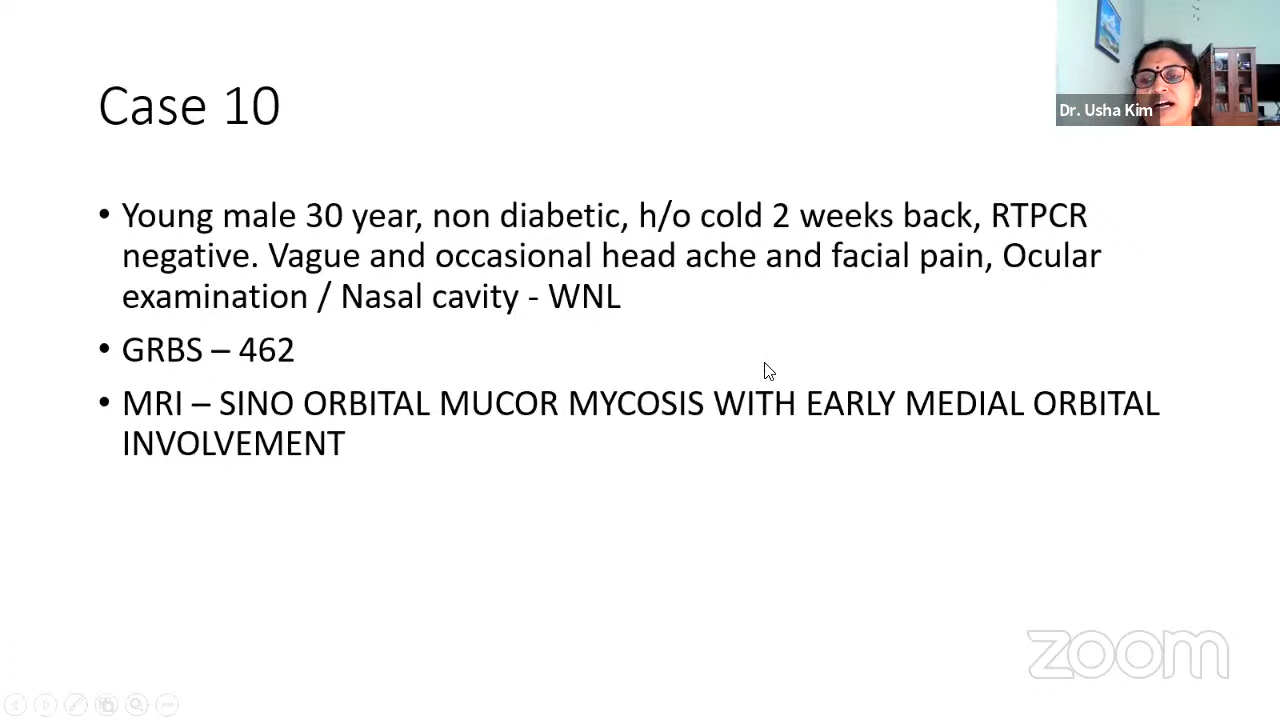 Dr. Usha Kim
Case 10
• Young male 30 year, non diabetic, h/o cold 2 weeks back, RTPCR
negative. Vague and occasional head ache and facial pain, Ocular
examination / Nasal cavity - WNL
• GRBS – 462
• MRI – SINO ORBITAL MUCOR MYCOSIS WITH EARLY MEDIAL ORBITAL
INVOLVEMENT
zoom